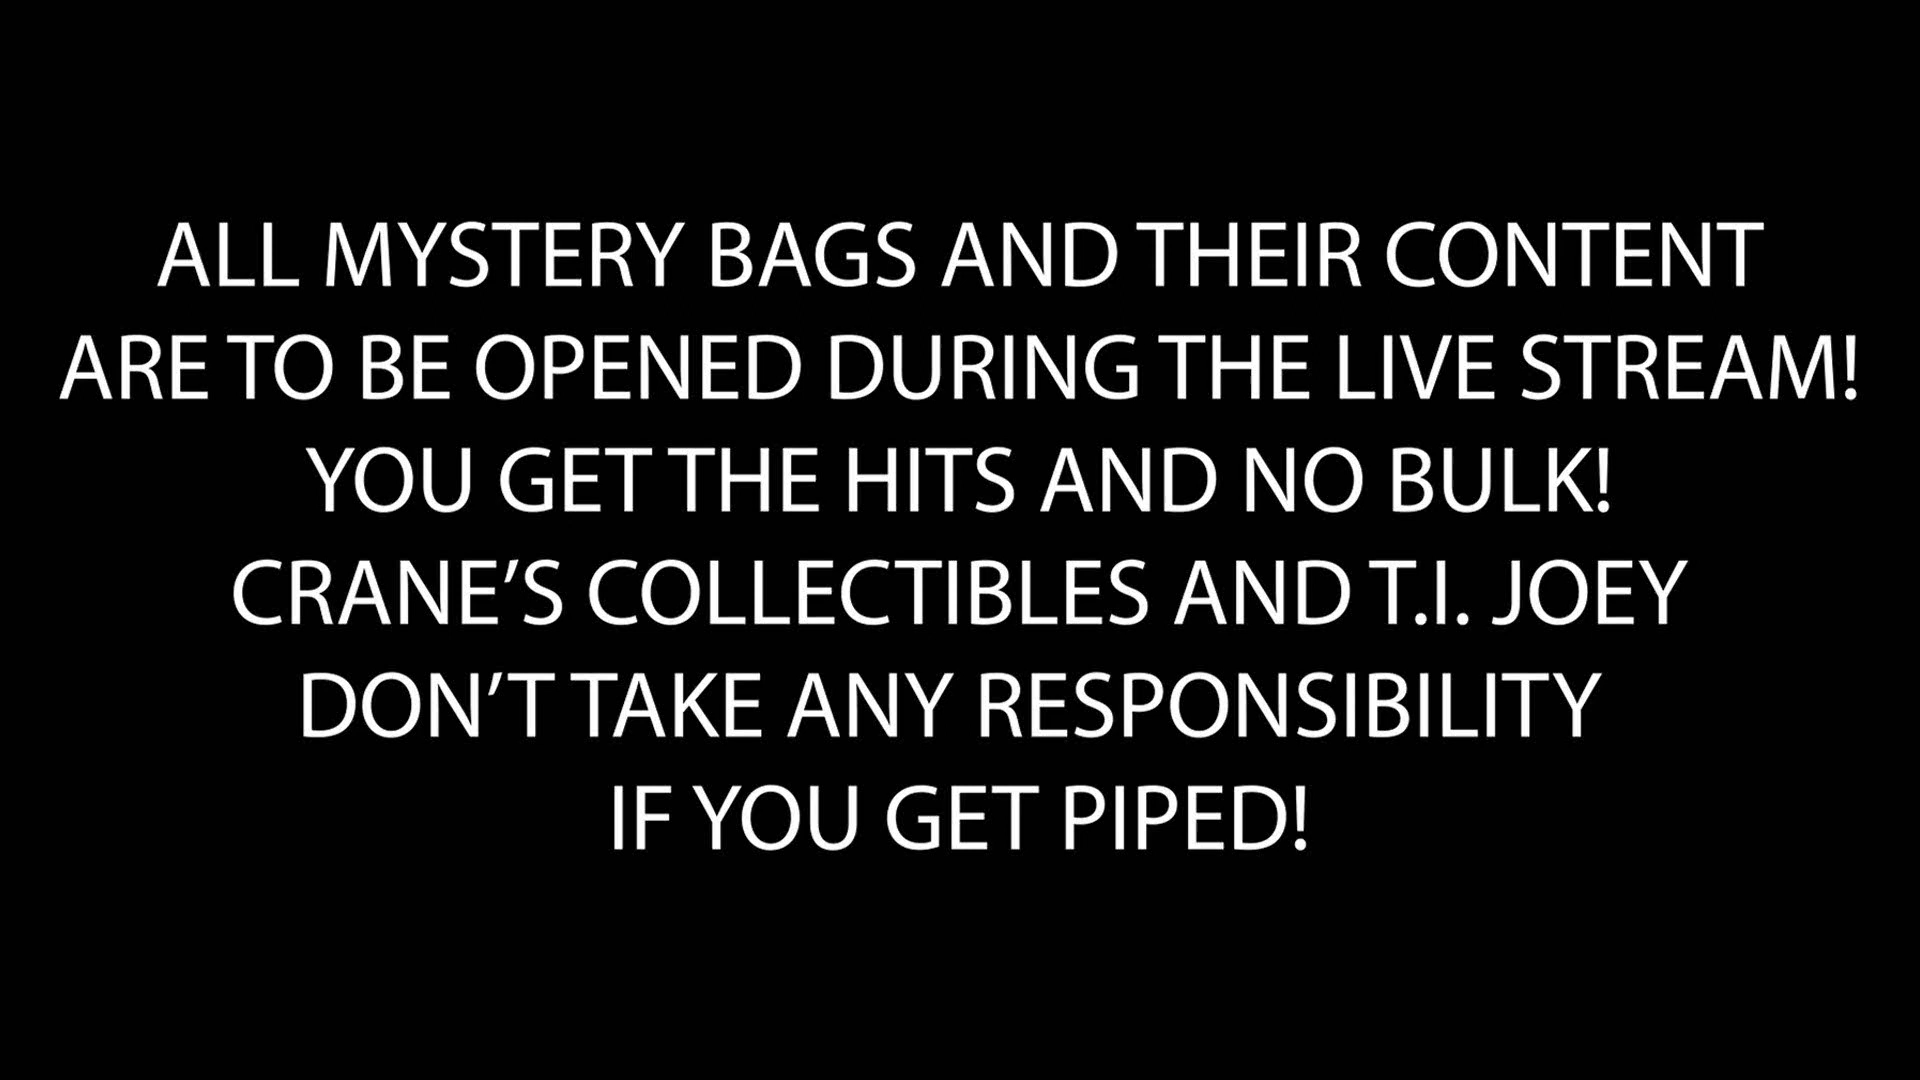 ALL MYSTERY BAGS AND THEIR CONTENT
ARE TO BE OPENED DURING THE LIVE STREAM!
YOU GET THE HITS AND NO BULK!
CRANE’S COLLECTIBLES AND T.I. JOEY
DON’T TAKE ANY RESPONSIBILITY
IF YOU GET PIPED!